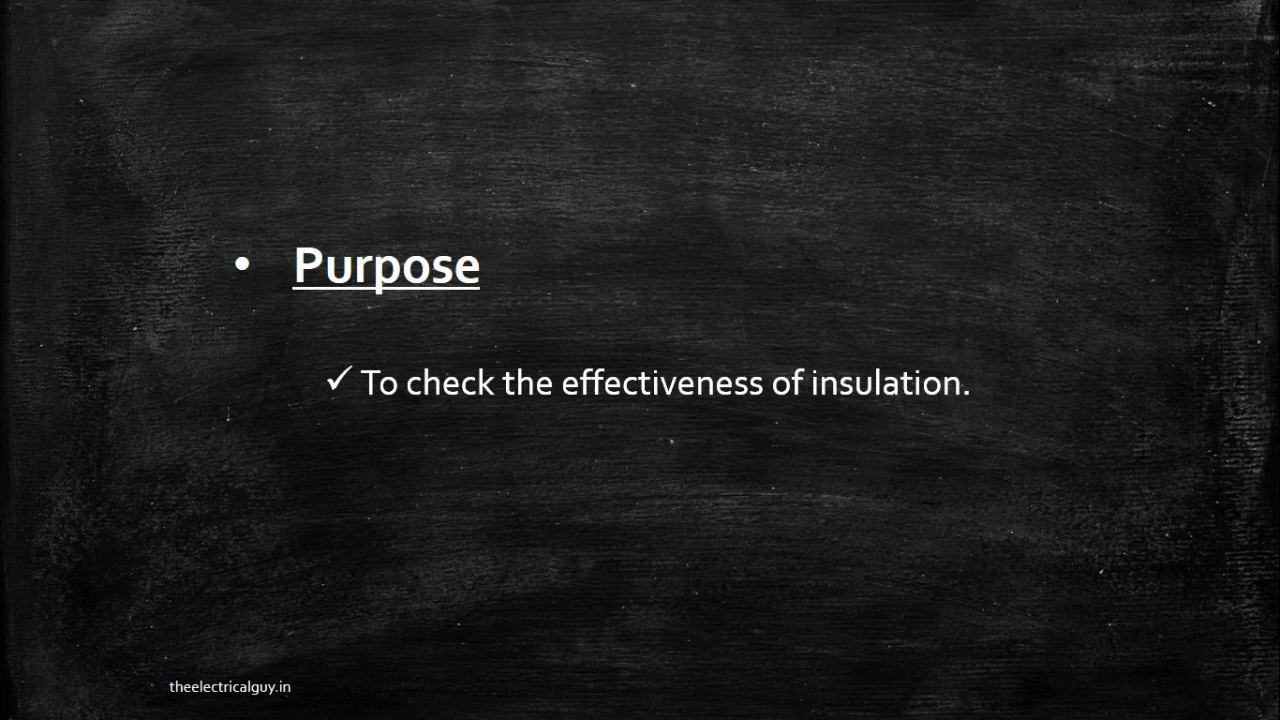 • Purpose
✓ To check the effectiveness of insulation.
theelectricalguy.in